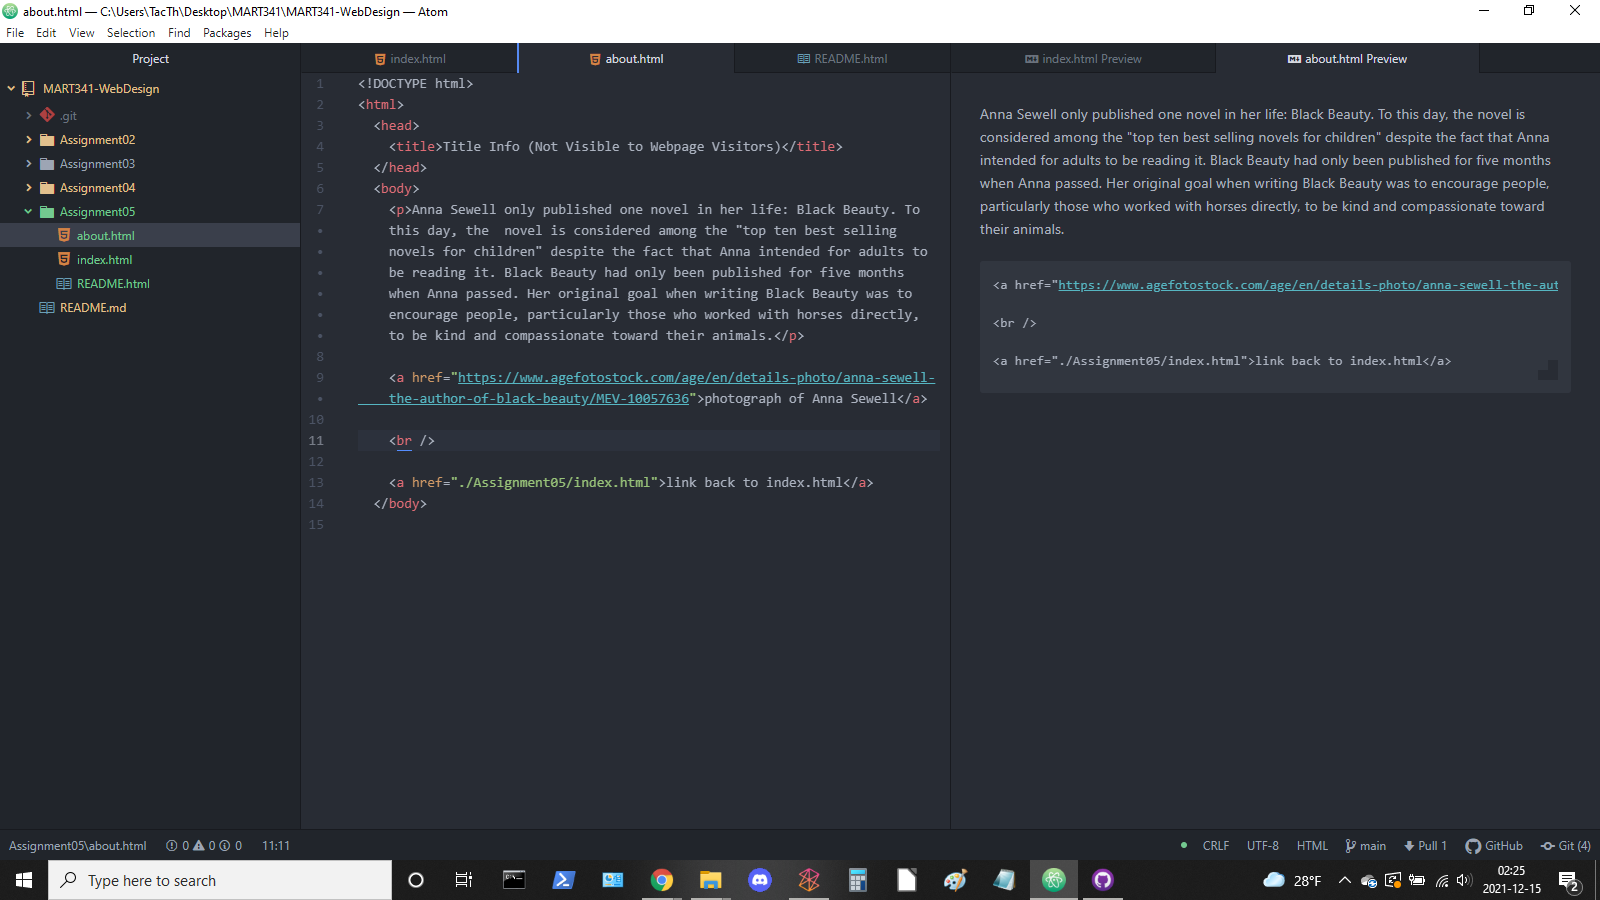 about.html — C:\Users\TacTh\Desktop\MART341\MART341-WebDesign — Atom
File Edit View Selection Find Packages Help
Project
MART341-WebDesign
.git
Assignment02
Assignment03
Assignment04
Assignment05
about.html
index.html
README.html
README.md
index.html about.html README.html
1 <!DOCTYPE html>
2 <html>
3 <head>
4 <title>Title Info (Not Visible to Webpage Visitors)</title>
5 </head>
6 <body>
7 <p>Anna Sewell only published one novel in her life: Black Beauty. To
• this day, the  novel is considered among the "top ten best selling
• novels for children" despite the fact that Anna intended for adults to
• be reading it. Black Beauty had only been published for five months
• when Anna passed. Her original goal when writing Black Beauty was to
• encourage people, particularly those who worked with horses directly,
• to be kind and compassionate toward their animals.</p>
8
9 <a href="https://www.agefotostock.com/age/en/details-photo/anna-sewell-
• the-author-of-black-beauty/MEV-10057636">photograph of Anna Sewell</a>
10
11 <br />
12
13 <a href="./Assignment05/index.html">link back to index.html</a>
14 </body>
15
index.html Preview about.html Preview
Anna Sewell only published one novel in her life: Black Beauty. To this day, the novel is
considered among the "top ten best selling novels for children" despite the fact that Anna
intended for adults to be reading it. Black Beauty had only been published for five months
when Anna passed. Her original goal when writing Black Beauty was to encourage people,
particularly those who worked with horses directly, to be kind and compassionate toward
their animals.
<a href="https://www.agefotostock.com/age/en/details-photo/anna-sewell-the-aut
<br />
<a href="./Assignment05/index.html">link back to index.html</a>
Assignment05\about.html 0 0 0 11:11 CRLF UTF-8 HTML main Pull 1 GitHub Git (4)
Type here to search
28°F
02:25
2021-12-15
2